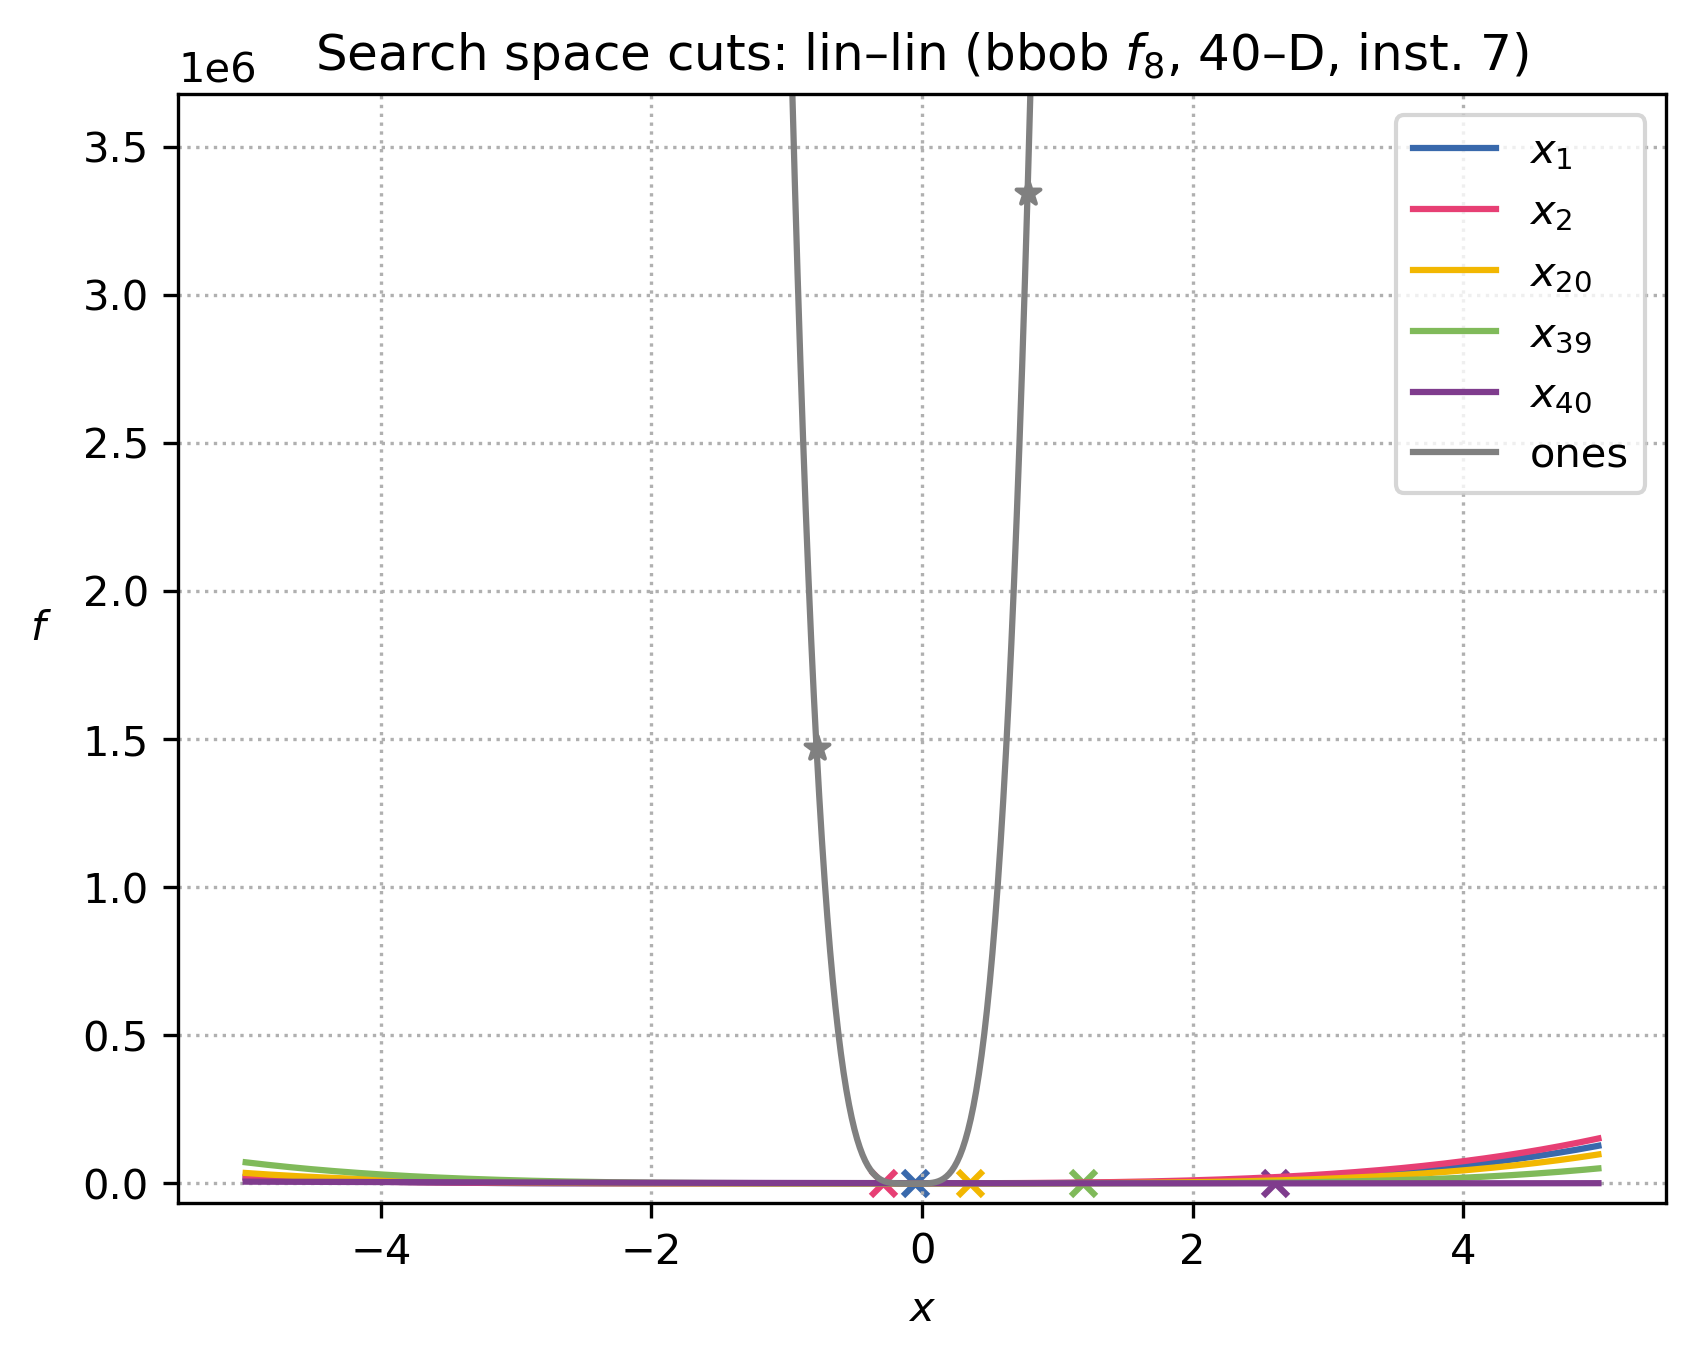 Search space cuts: lin–lin (bbob f₈, 40–D, inst. 7)
1e6
3.5
3.0
2.5
2.0
1.5
1.0
0.5
0.0
f
−4
−2
0
2
4
x
x₁
x₂
x₂₀
x₃₉
x₄₀
ones